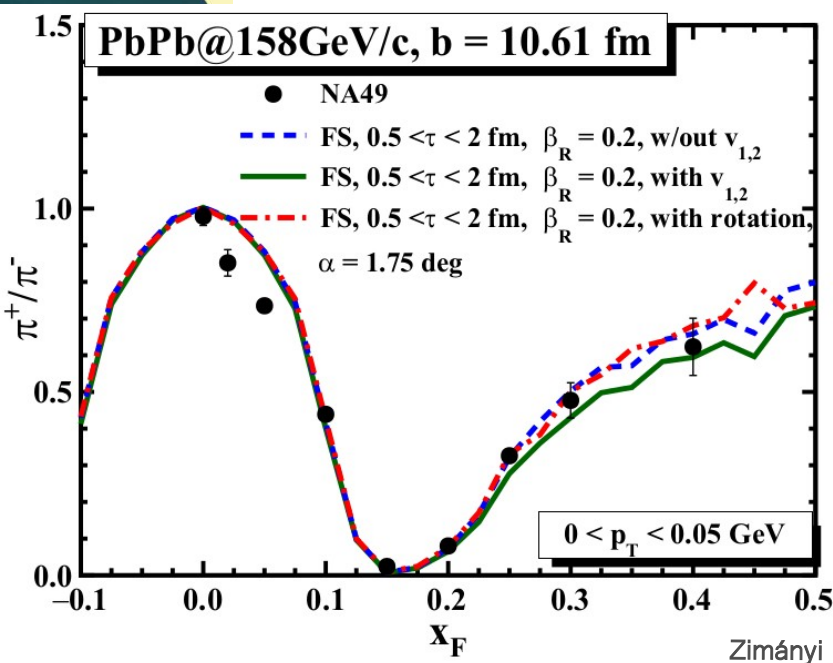 PbPb@158GeV/c, b = 10.61 fm
NA49
FS, 0.5 <τ < 2 fm, β_R = 0.2, w/out v_1,2
FS, 0.5 <τ < 2 fm, β_R = 0.2, with v_1,2
FS, 0.5 <τ < 2 fm, β_R = 0.2, with rotation,
α = 1.75 deg
π⁺/π⁻
1.5
1.0
0.5
0.0
0 < p_T < 0.05 GeV
−0.1 0.0 0.1 0.2 0.3 0.4 0.5
x_F
Zimányi